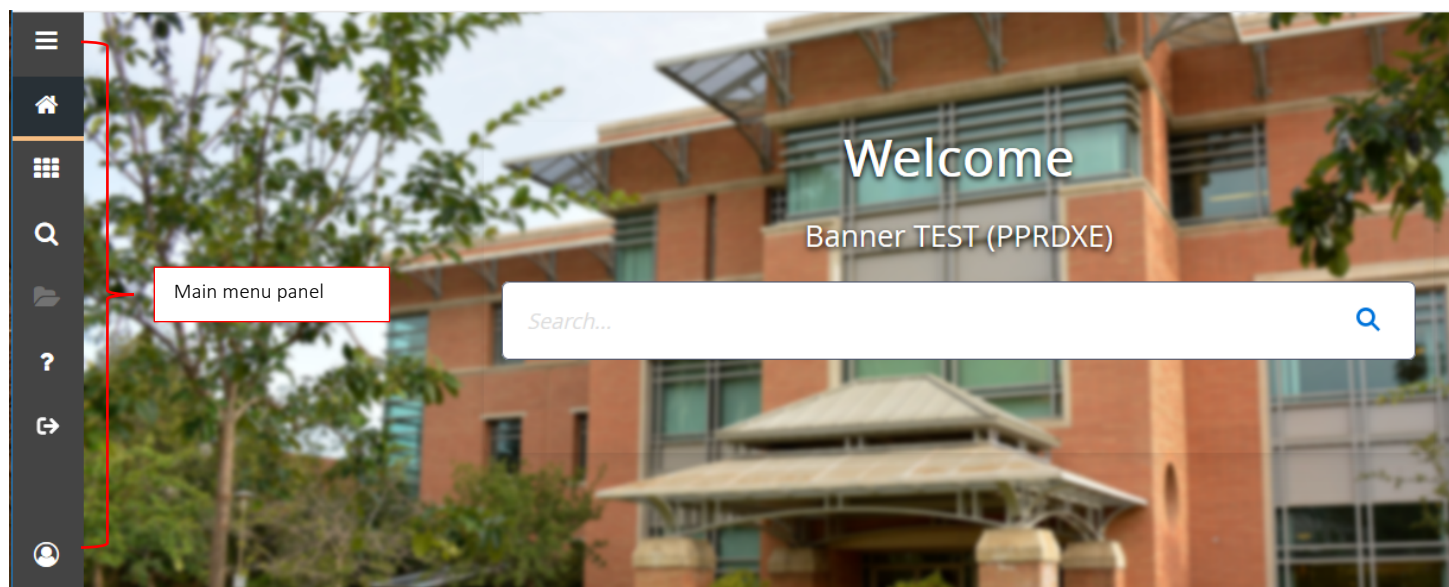 Welcome
Banner TEST (PPRDXE)
Main menu panel
Search...
?